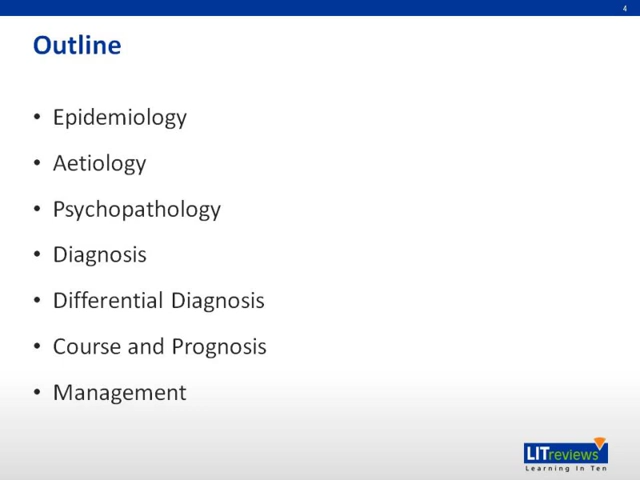 4
Outline
• Epidemiology
• Aetiology
• Psychopathology
• Diagnosis
• Differential Diagnosis
• Course and Prognosis
• Management
LITreviews
Learning In Ten